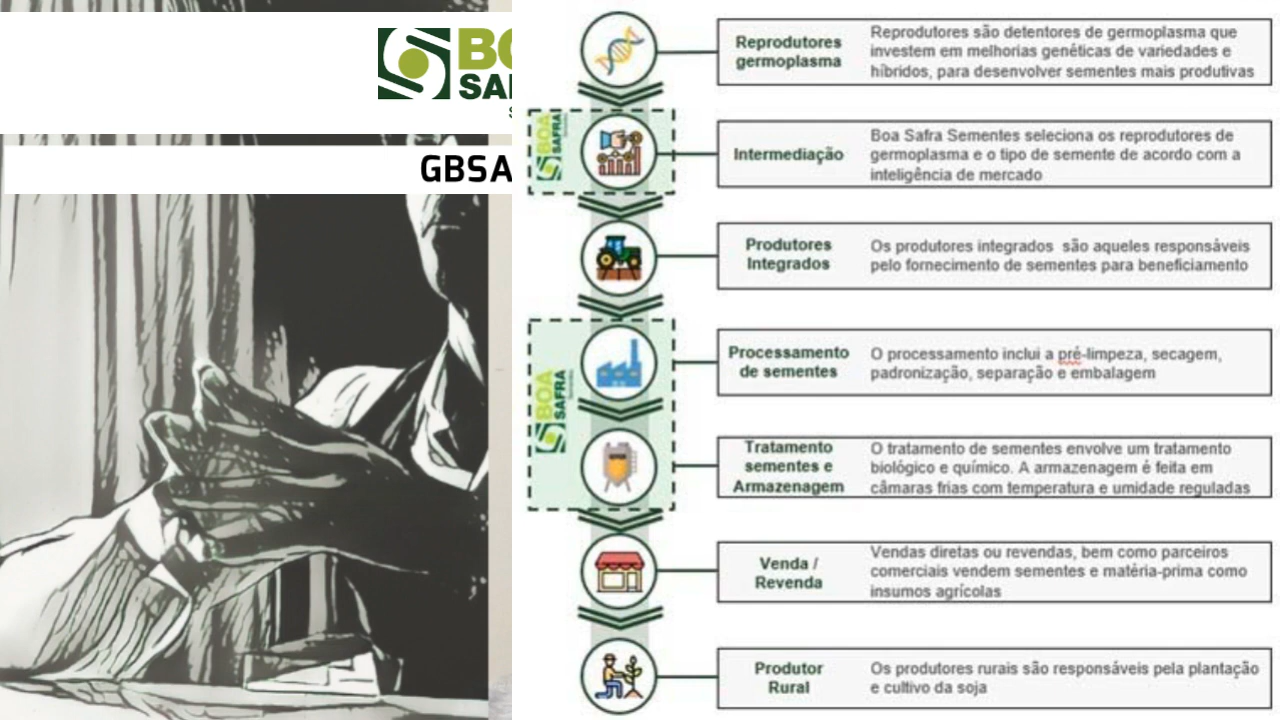 BO
SAI
GBSA
Reprodutores
germoplasma
Reprodutores são detentores de germoplasma que
investem em melhorias genéticas de variedades e
híbridos, para desenvolver sementes mais produtivas
BOA
SAFRA
Intermediação
Boa Safra Sementes seleciona os reprodutores de
germoplasma e o tipo de semente de acordo com a
inteligência de mercado
Produtores
Integrados
Os produtores integrados são aqueles responsáveis
pelo fornecimento de sementes para beneficiamento
BOA
SAFRA
Processamento
de sementes
O processamento inclui a pré-limpeza, secagem,
padronização, separação e embalagem
Tratamento
sementes e
Armazenagem
O tratamento de sementes envolve um tratamento
biológico e químico. A armazenagem é feita em
câmaras frias com temperatura e umidade reguladas
Venda /
Revenda
Vendas diretas ou revendas, bem como parceiros
comerciais vendem sementes e matéria-prima como
insumos agrícolas
Produtor
Rural
Os produtores rurais são responsáveis pela plantação
e cultivo da soja